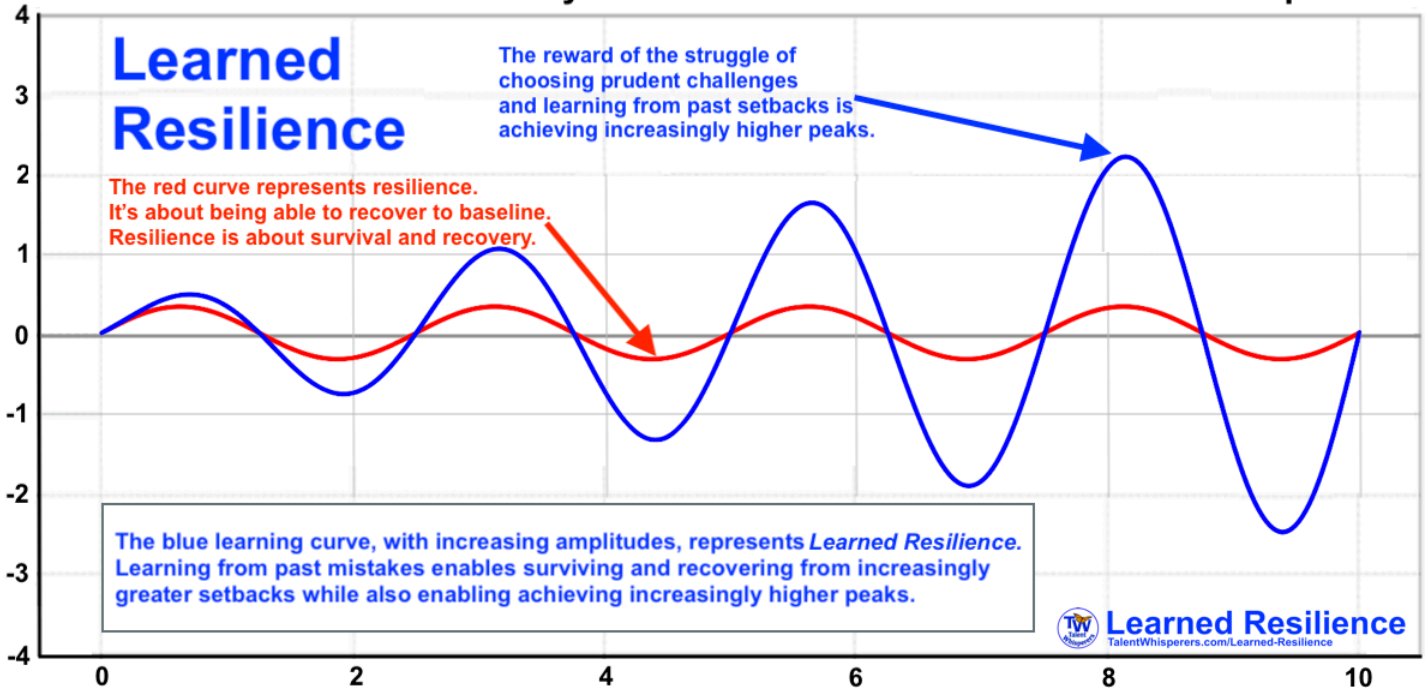 Learned
Resilience
The reward of the struggle of
choosing prudent challenges
and learning from past setbacks is
achieving increasingly higher peaks.
The red curve represents resilience.
It’s about being able to recover to baseline.
Resilience is about survival and recovery.
4
3
2
1
0
-1
-2
-3
-4
The blue learning curve, with increasing amplitudes, represents Learned Resilience.
Learning from past mistakes enables surviving and recovering from increasingly
greater setbacks while also enabling achieving increasingly higher peaks.
TW
Talent
Whisperers
Learned Resilience
TalentWhisperers.com/Learned-Resilience
0 2 4 6 8 10